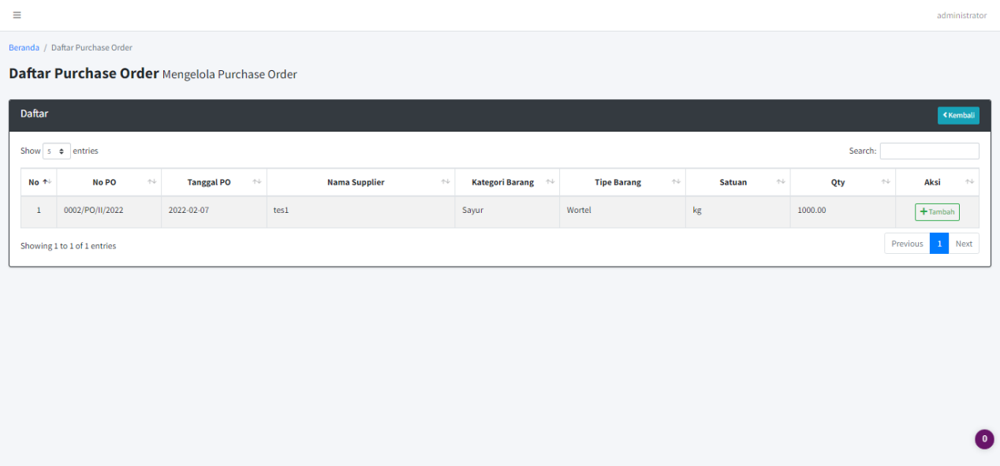 administrator
Beranda / Daftar Purchase Order
Daftar Purchase Order Mengelola Purchase Order
Daftar Kembali
Show 5 entries Search:
No No PO Tanggal PO Nama Supplier Kategori Barang Tipe Barang Satuan Qty Aksi
1 0002/PO/II/2022 2022-02-07 tes1 Sayur Wortel kg 1000.00 Tambah
Showing 1 to 1 of 1 entries Previous 1 Next
0